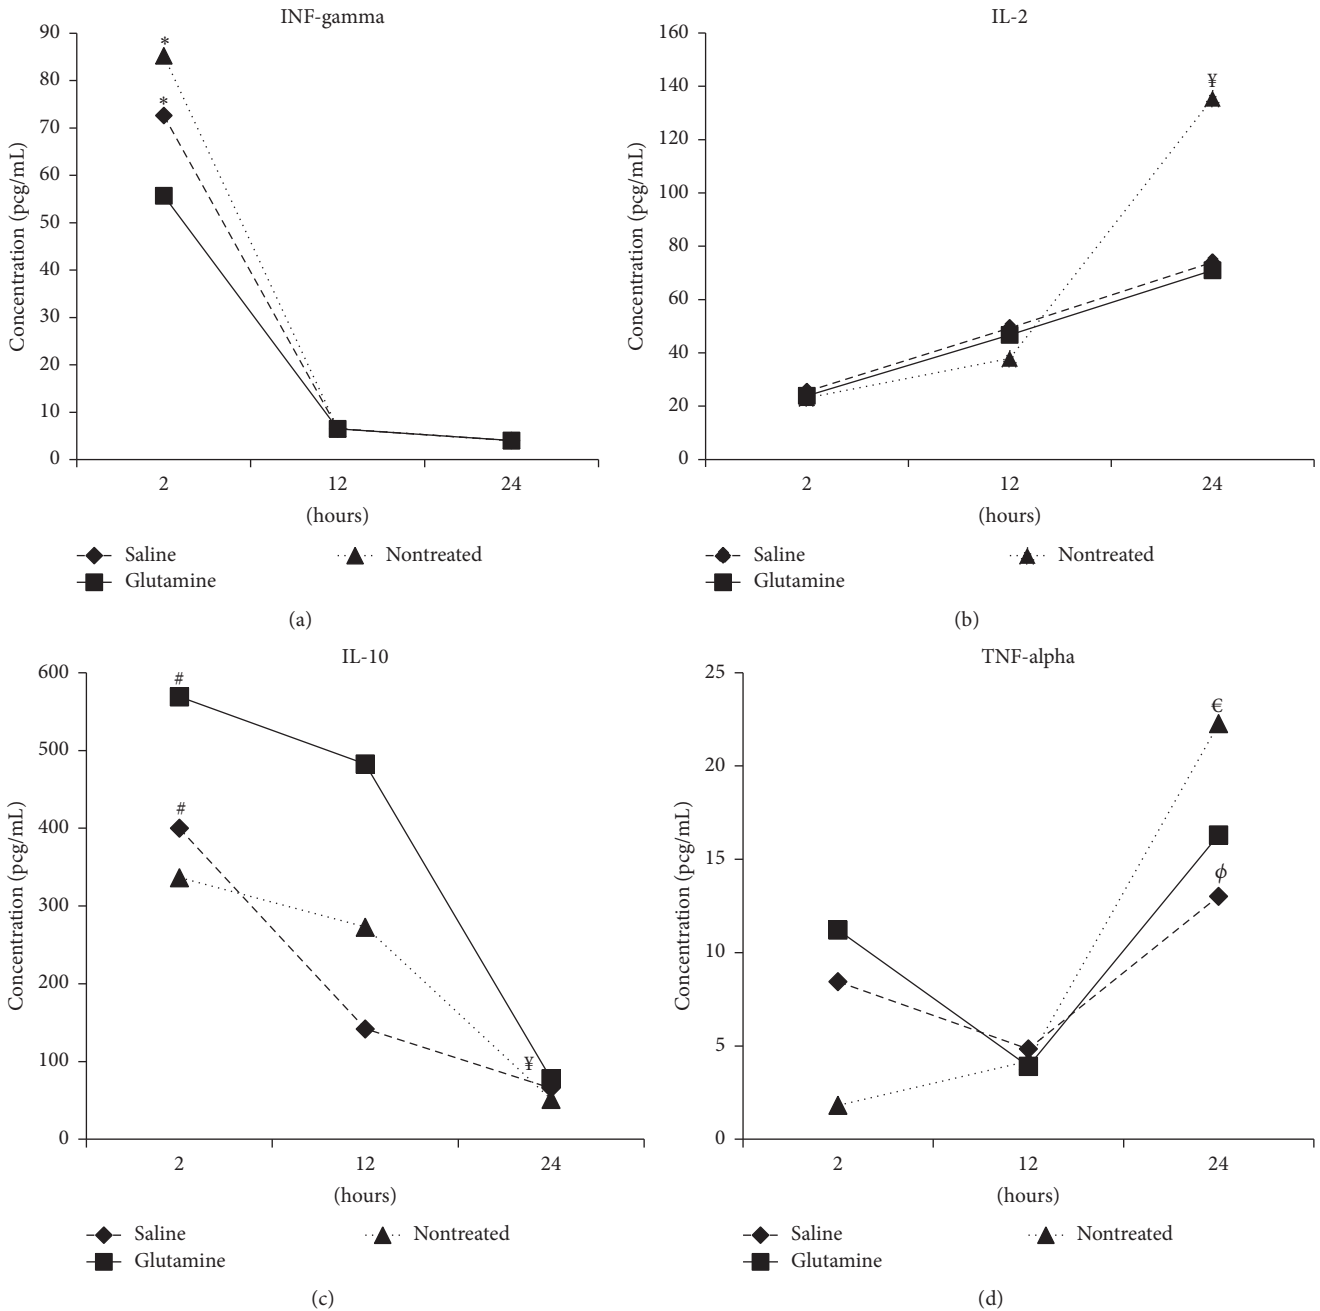 INF-gamma
90
80
70
60
50
40
30
20
10
0
Concentration (pcg/mL)
*
*
2 12 24
(hours)
Saline Nontreated
Glutamine
(a)
IL-2
160
140
120
100
80
60
40
20
0
Concentration (pcg/mL)
¥
2 12 24
(hours)
Saline Nontreated
Glutamine
(b)
IL-10
600
500
400
300
200
100
0
Concentration (pcg/mL)
#
#
¥
2 12 24
(hours)
Saline Nontreated
Glutamine
(c)
TNF-alpha
25
20
15
10
5
0
Concentration (pcg/mL)
€
ϕ
2 12 24
(hours)
Saline Nontreated
Glutamine
(d)